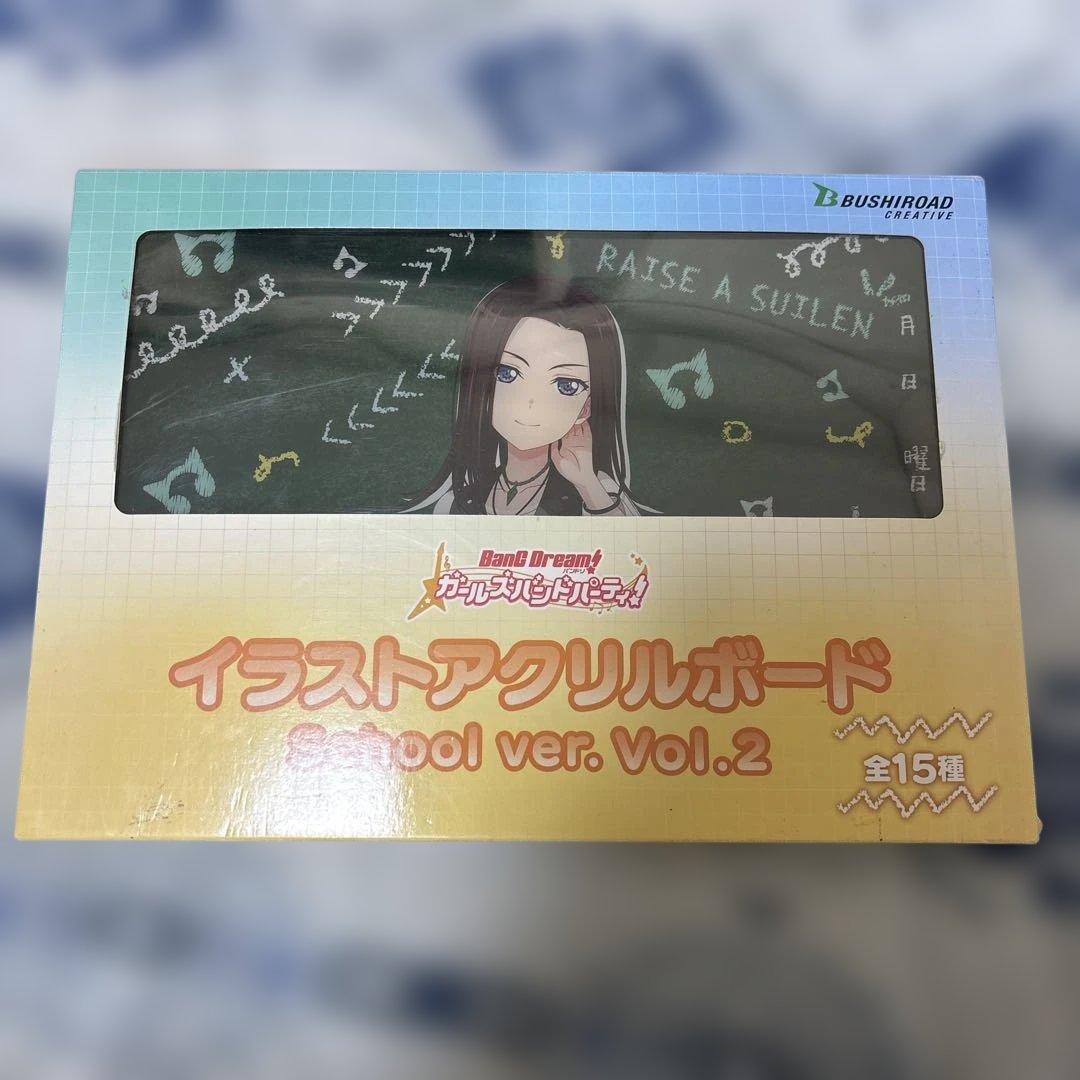 BUSHIROAD
CREATIVE
RAISE A SUILEN
月
日
曜
日
BanG Dream!
バンドリ!
ガールズバンドパーティ!
イラストアクリルボード
School ver. Vol.2
全15種